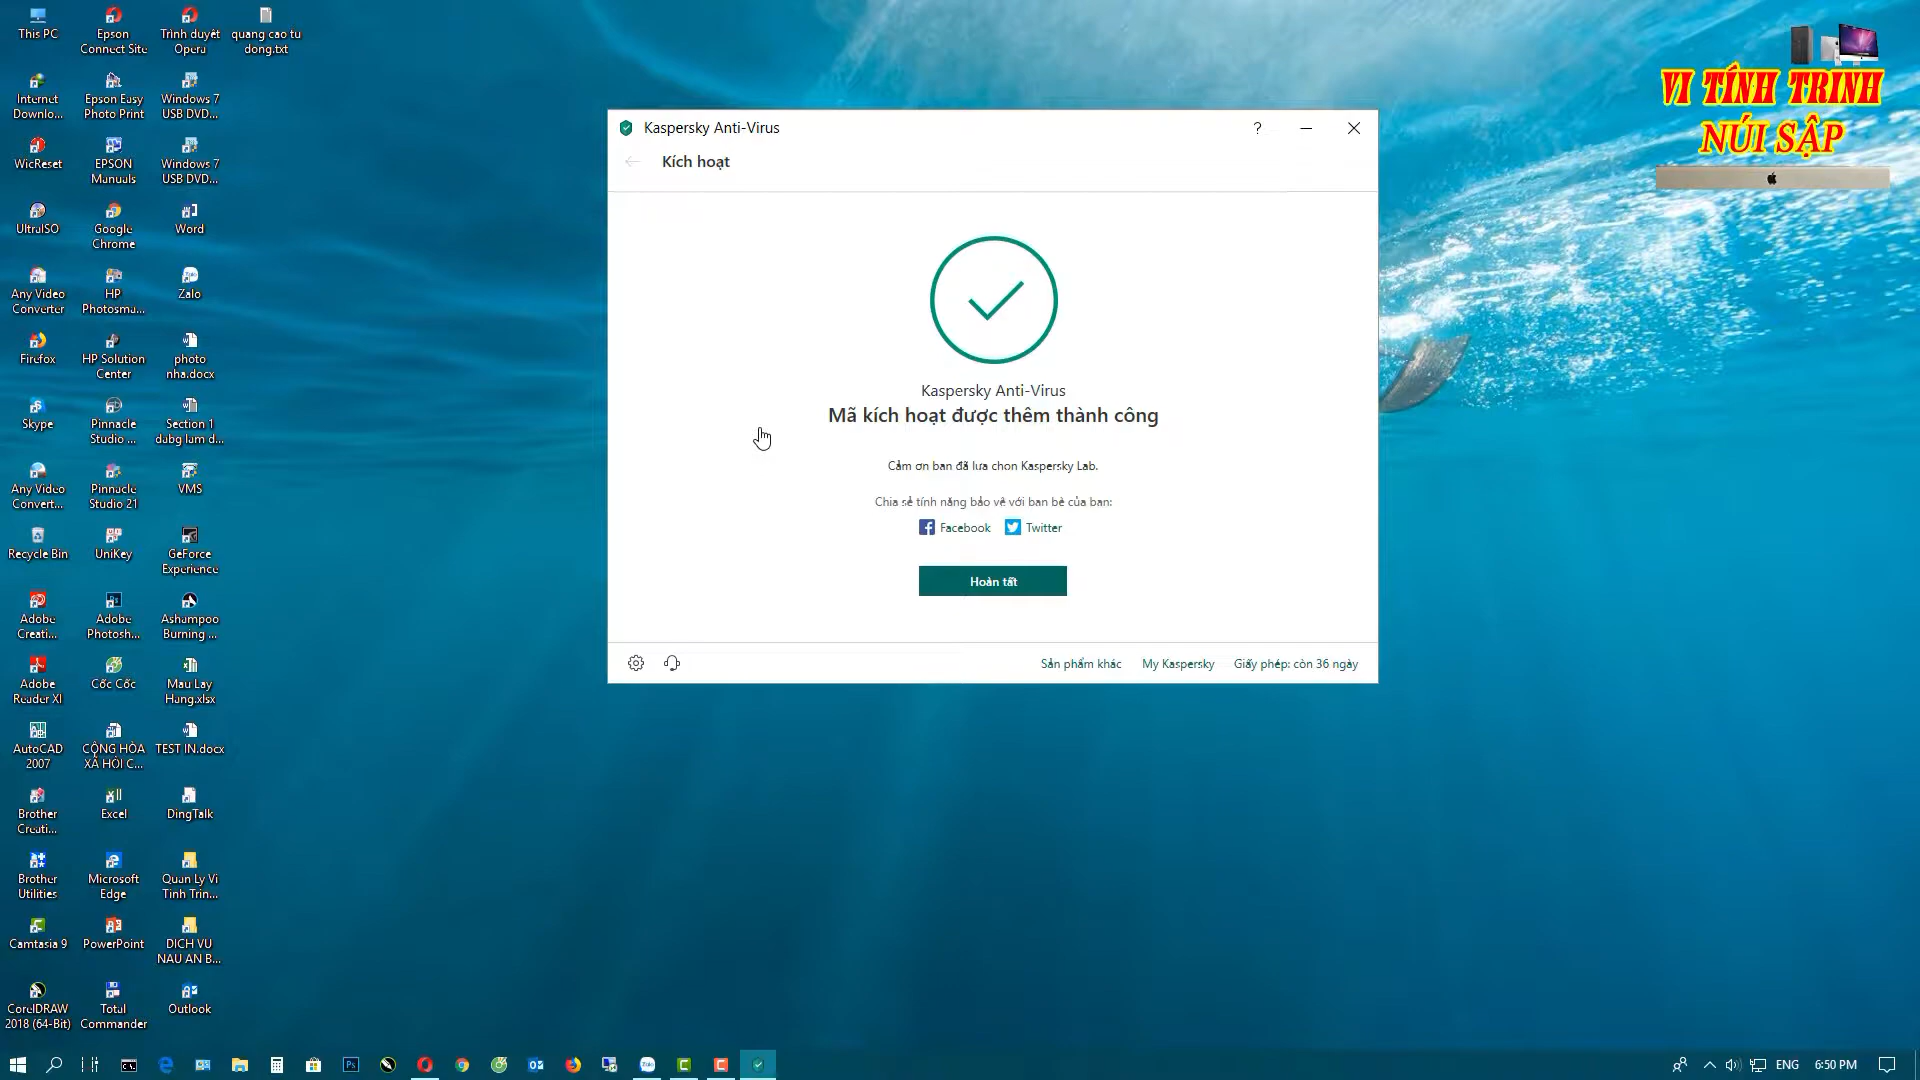 This PC
Epson Connect Site
Trình duyệt Opera
quang cao tu dong.txt
Internet Downlo...
Epson Easy Photo Print
Windows 7 USB DVD...
WicReset
EPSON Manuals
Windows 7 USB DVD...
UltraISO
Google Chrome
Word
Any Video Converter
HP Photosma...
Zalo
Firefox
HP Solution Center
photo nha.docx
Skype
Pinnacle Studio ...
Section 1 dabg lam d...
Any Video Convert...
Pinnacle Studio 21
VMS
Recycle Bin
UniKey
GeForce Experience
Adobe Creati...
Adobe Photosh...
Ashampoo Burning ...
Adobe Reader XI
Cốc Cốc
Mau Lay Hang.xlsx
AutoCAD 2007
CỘNG HÒA XÃ HỘI C...
TEST IN.docx
Brother Creati...
Excel
DingTalk
Brother Utilities
Microsoft Edge
Quan Ly Vi Tinh Trin...
Camtasia 9
PowerPoint
DICH VU NAU AN B...
CorelDRAW 2018 (64-Bit)
Total Commander
Outlook
VI TÍNH TRINH
NÚI SẬP
Kaspersky Anti-Virus
?
Kích hoạt
Kaspersky Anti-Virus
Mã kích hoạt được thêm thành công
Cảm ơn bạn đã lựa chọn Kaspersky Lab.
Chia sẻ tính năng bảo vệ với bạn bè của bạn:
Facebook Twitter
Hoàn tất
Sản phẩm khác My Kaspersky Giấy phép: còn 36 ngày
ENG 6:50 PM